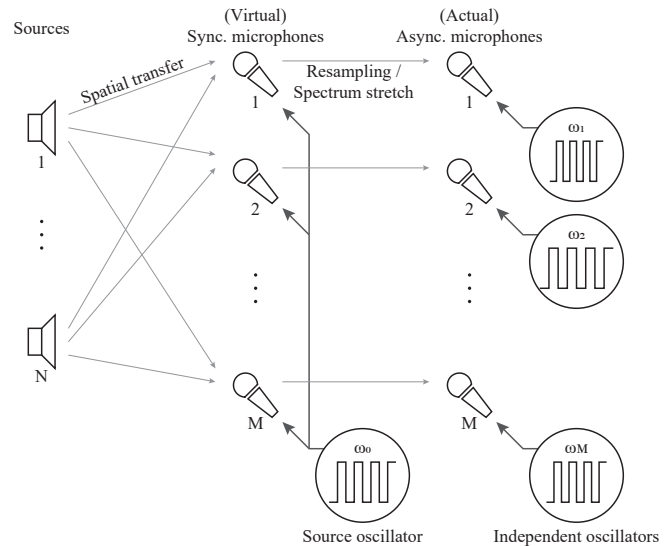 Sources
(Virtual)
Sync. microphones
(Actual)
Async. microphones
Spatial transfer
Resampling /
Spectrum stretch
1
1
1
ω₁
2
2
ω₂
N
M
M
ω₀
ωM
Source oscillator
Independent oscillators